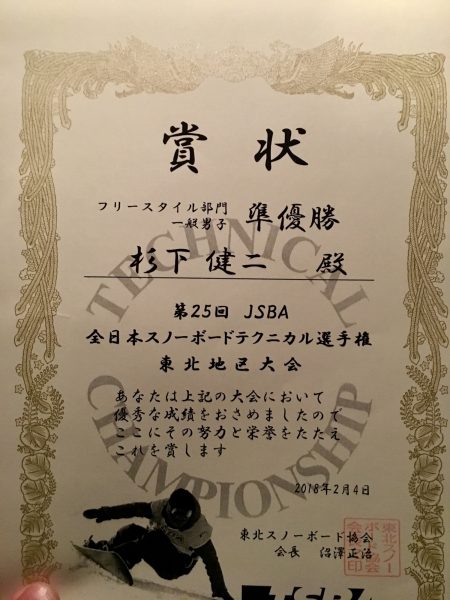 賞状
フリースタイル部門
一般男子
準優勝
杉下健二 殿
TECHNICAL
CHAMPIONSHIP
第25回 JSBA
全日本スノーボードテクニカル選手権
東北地区大会
あなたは上記の大会において
優秀な成績をおさめましたので
ここにその努力と栄誉をたたえ
これを賞します
2018年2月4日
東北スノーボード協会
会長 沼澤正浩